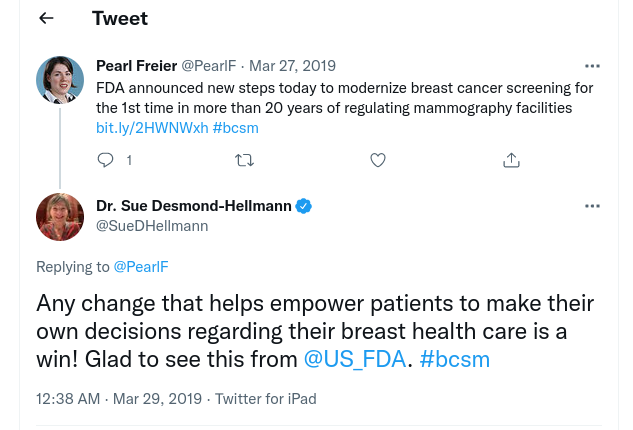 Tweet
Pearl Freier @PearlF · Mar 27, 2019
FDA announced new steps today to modernize breast cancer screening for
the 1st time in more than 20 years of regulating mammography facilities
bit.ly/2HWNWxh #bcsm
1
Dr. Sue Desmond-Hellmann
@SueDHellmann
Replying to @PearlF
Any change that helps empower patients to make their
own decisions regarding their breast health care is a
win! Glad to see this from @US_FDA. #bcsm
12:38 AM · Mar 29, 2019 · Twitter for iPad